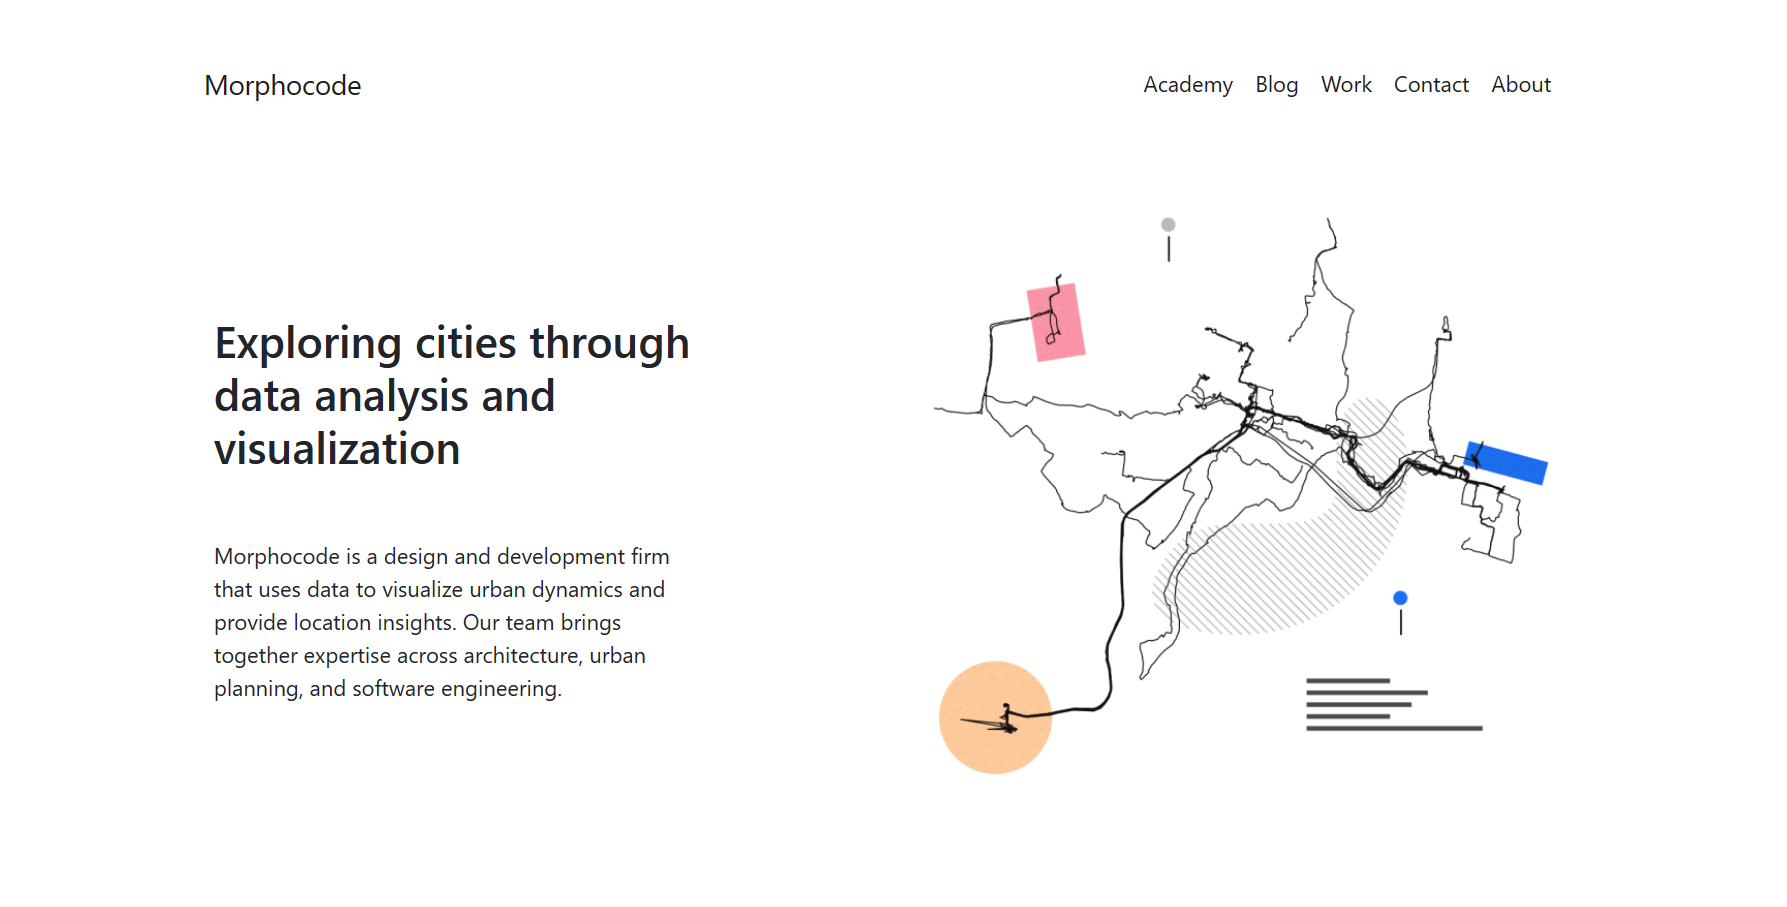 Morphocode
Academy Blog Work Contact About
Exploring cities through
data analysis and
visualization
Morphocode is a design and development firm
that uses data to visualize urban dynamics and
provide location insights. Our team brings
together expertise across architecture, urban
planning, and software engineering.